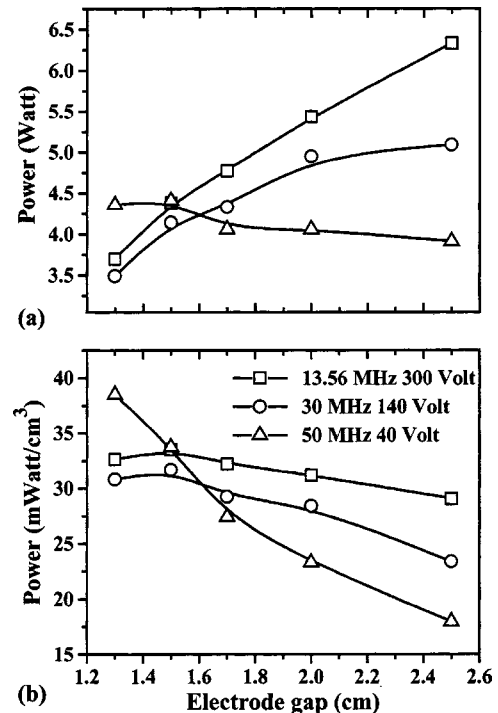 6.5
6.0
5.5
5.0
4.5
4.0
3.5
Power (Watt)
(a)
40
35
30
25
20
15
Power (mWatt/cm³)
13.56 MHz 300 Volt
30 MHz 140 Volt
50 MHz 40 Volt
1.2 1.4 1.6 1.8 2.0 2.2 2.4 2.6
(b)
Electrode gap (cm)